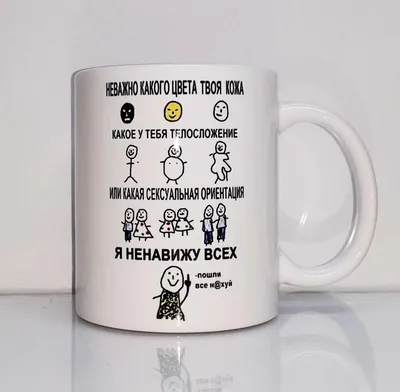 НЕВАЖНО КАКОГО ЦВЕТА ТВОЯ КОЖА
КАКОЕ У ТЕБЯ ТЕЛОСЛОЖЕНИЕ
ИЛИ КАКАЯ СЕКСУАЛЬНАЯ ОРИЕНТАЦИЯ
Я НЕНАВИЖУ ВСЕХ
-пошли
все н@хуй